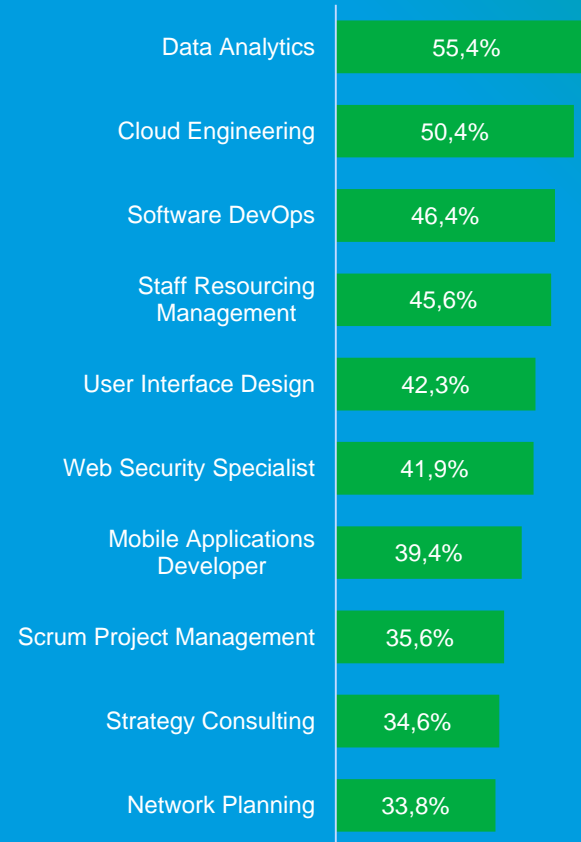 Data Analytics 55,4%
Cloud Engineering 50,4%
Software DevOps 46,4%
Staff Resourcing
Management 45,6%
User Interface Design 42,3%
Web Security Specialist 41,9%
Mobile Applications
Developer 39,4%
Scrum Project Management 35,6%
Strategy Consulting 34,6%
Network Planning 33,8%